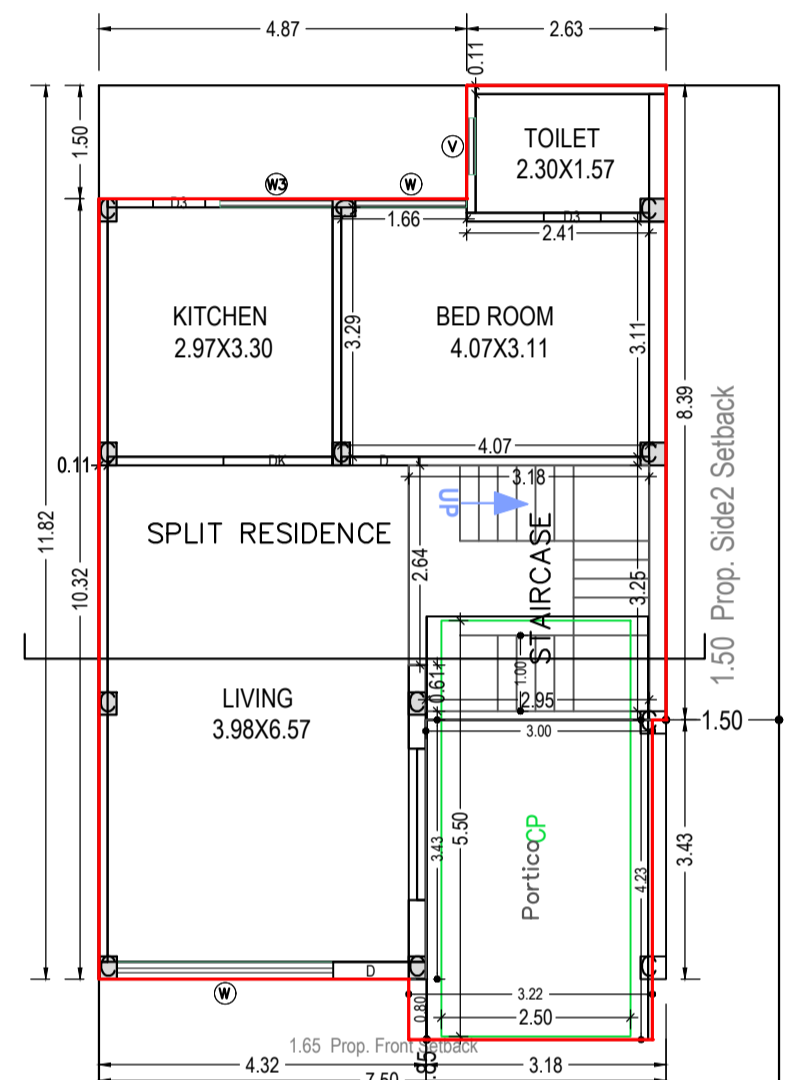 4.87
2.63
0.11
1.50
V
TOILET
2.30X1.57
W3
W
D3
D3
1.66
2.41
KITCHEN
2.97X3.30
BED ROOM
4.07X3.11
3.29
3.11
8.39
1.50 Prop. Side2 Setback
4.07
0.11
DK
D
3.18
UP
SPLIT RESIDENCE
STAIRCASE
11.82
10.32
2.64
3.25
1.00
0.61
LIVING
3.98X6.57
2.95
3.00
1.50
5.50
CP
Portico
3.43
4.23
3.43
D
W
3.22
0.80
2.50
1.65 Prop. Front Setback
4.32
3.18
7.50